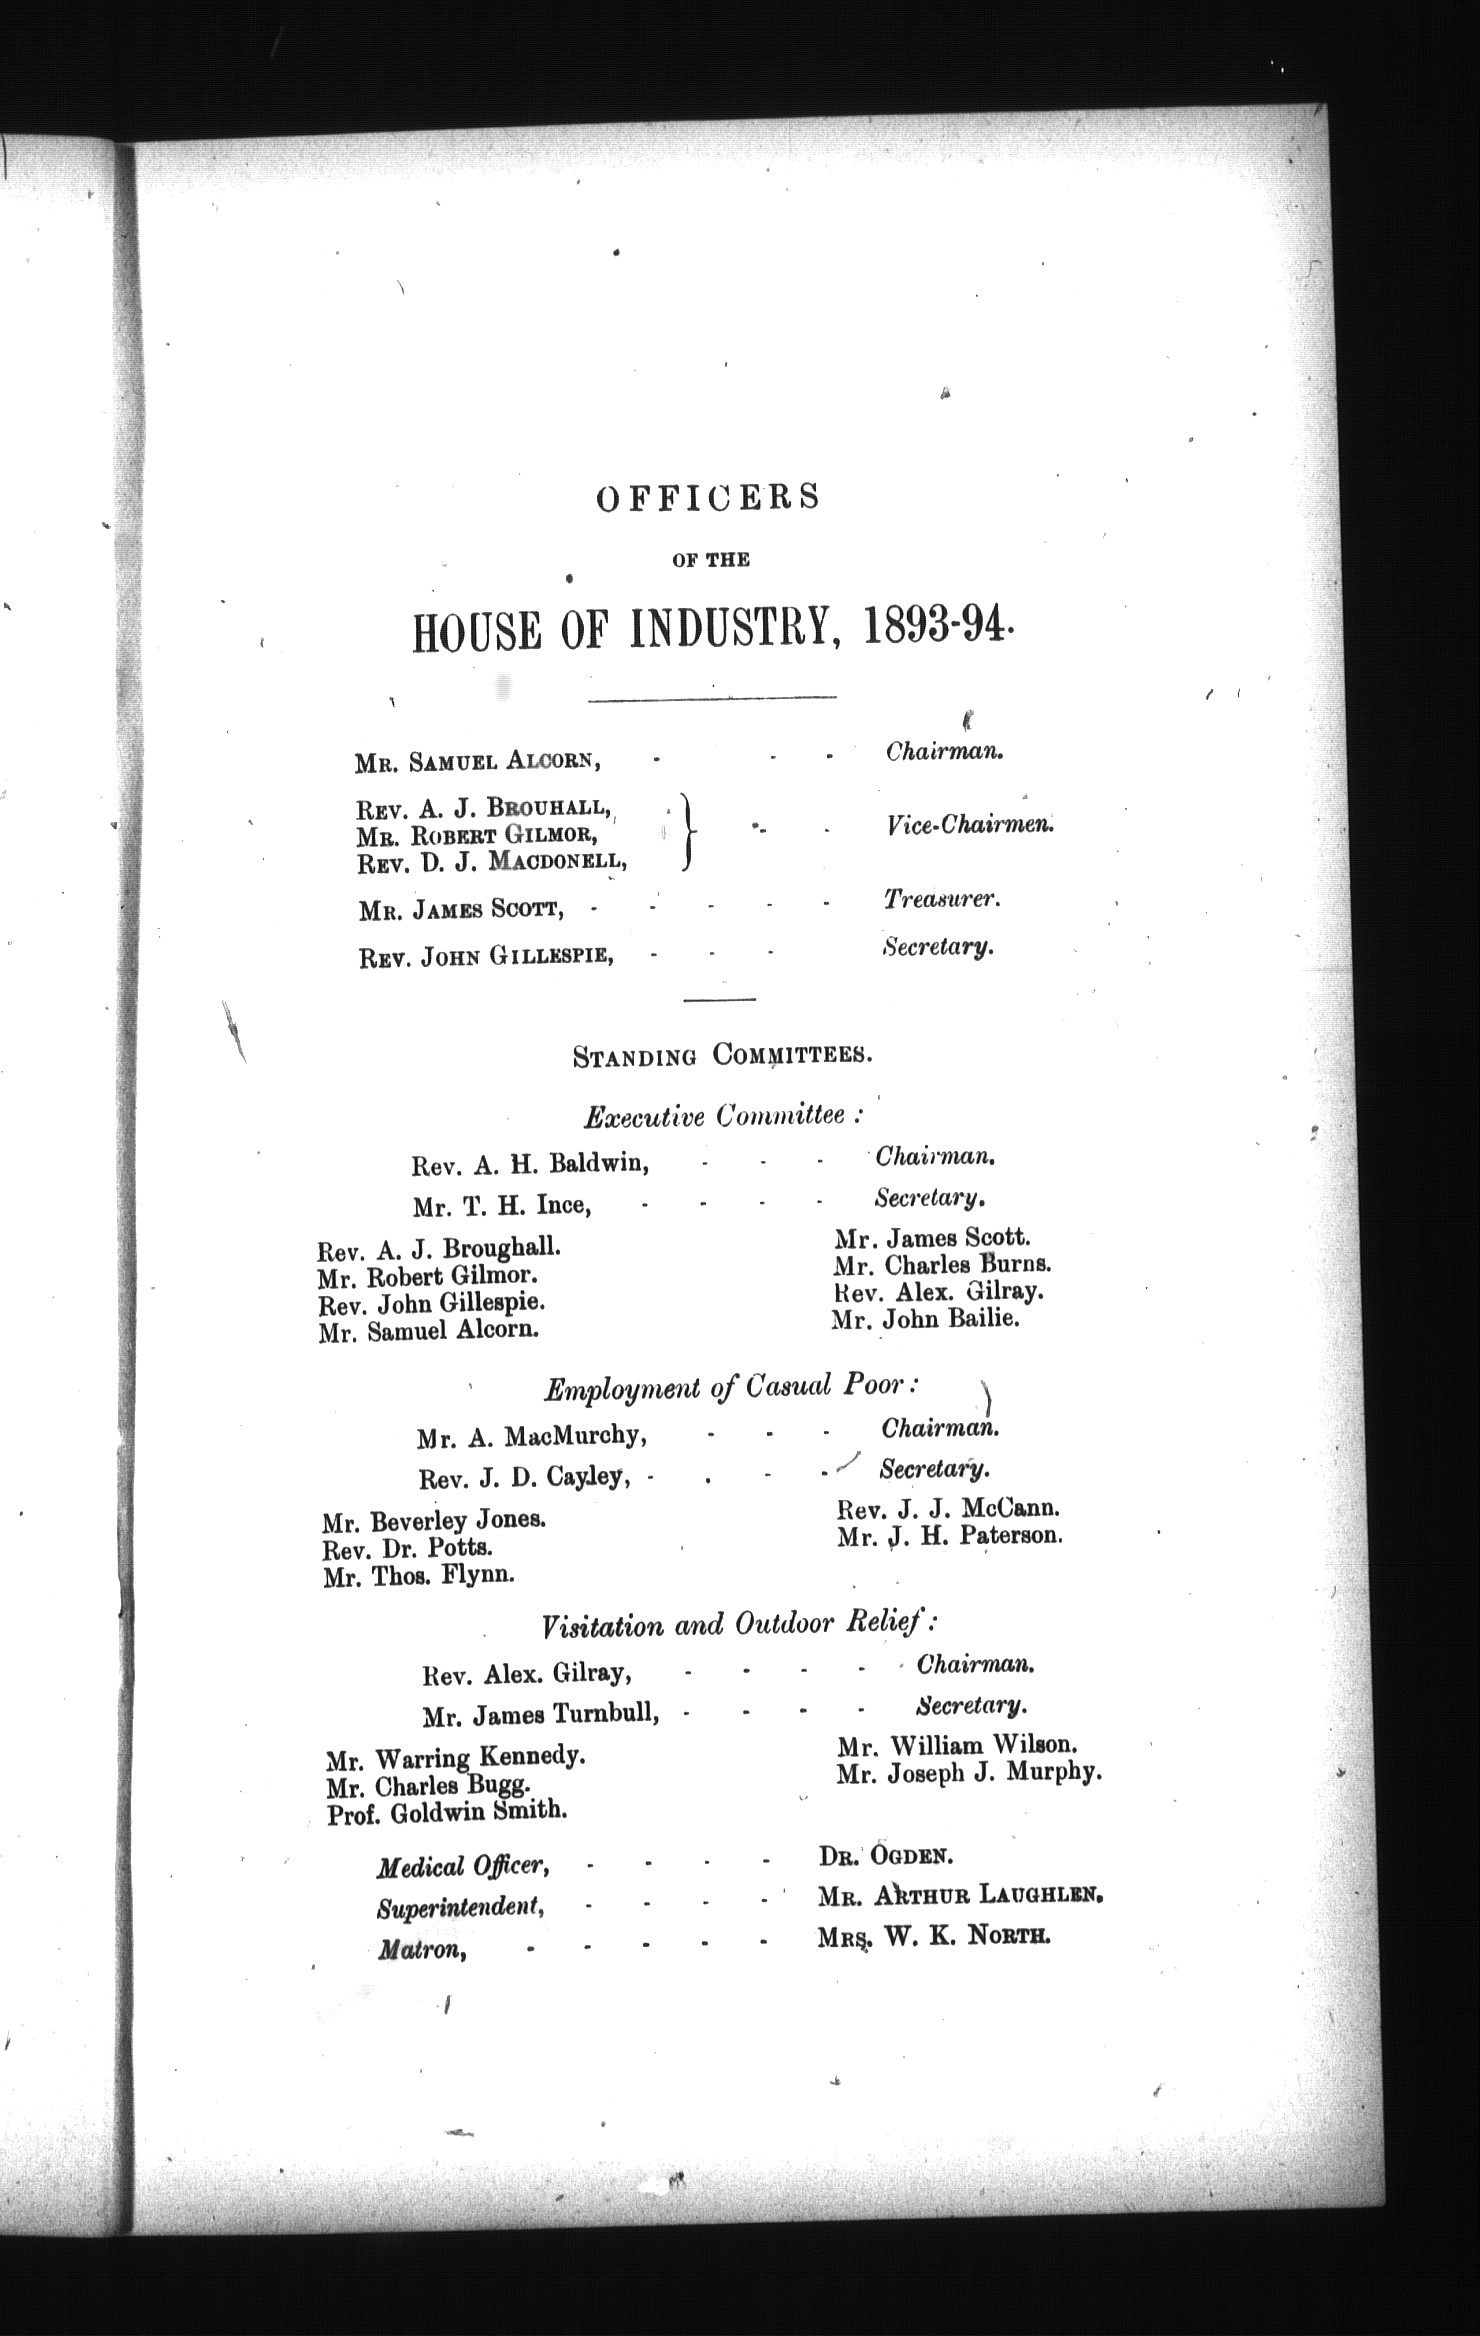 OFFICERS
OF THE
HOUSE OF INDUSTRY, 1893-94.
MR. SAMUEL ALCORN, - - - Chairman.
REV. A. J. BROUHALL,
MR. ROBERT GILMOR, } - - Vice-Chairmen.
REV. D. J. MACDONELL,
MR. JAMES SCOTT, - - - - - Treasurer.
REV. JOHN GILLESPIE, - - - Secretary.
STANDING COMMITTEES.
Executive Committee :
Rev. A. H. Baldwin, - - - Chairman.
Mr. T. H. Ince, - - - - Secretary.
Rev. A. J. Broughall. Mr. James Scott.
Mr. Robert Gilmor. Mr. Charles Burns.
Rev. John Gillespie. Rev. Alex. Gilray.
Mr. Samuel Alcorn. Mr. John Bailie.
Employment of Casual Poor :
Mr. A. MacMurchy, - - - Chairman.
Rev. J. D. Cayley, - - - - Secretary.
Mr. Beverley Jones. Rev. J. J. McCann.
Rev. Dr. Potts. Mr. J. H. Paterson.
Mr. Thos. Flynn.
Visitation and Outdoor Relief :
Rev. Alex. Gilray, - - - - - Chairman.
Mr. James Turnbull, - - - - Secretary.
Mr. Warring Kennedy. Mr. William Wilson.
Mr. Charles Bugg. Mr. Joseph J. Murphy.
Prof. Goldwin Smith.
Medical Officer, - - - - DR. OGDEN.
Superintendent, - - - - MR. ARTHUR LAUGHLEN.
Matron, - - - - - MRS. W. K. NORTH.